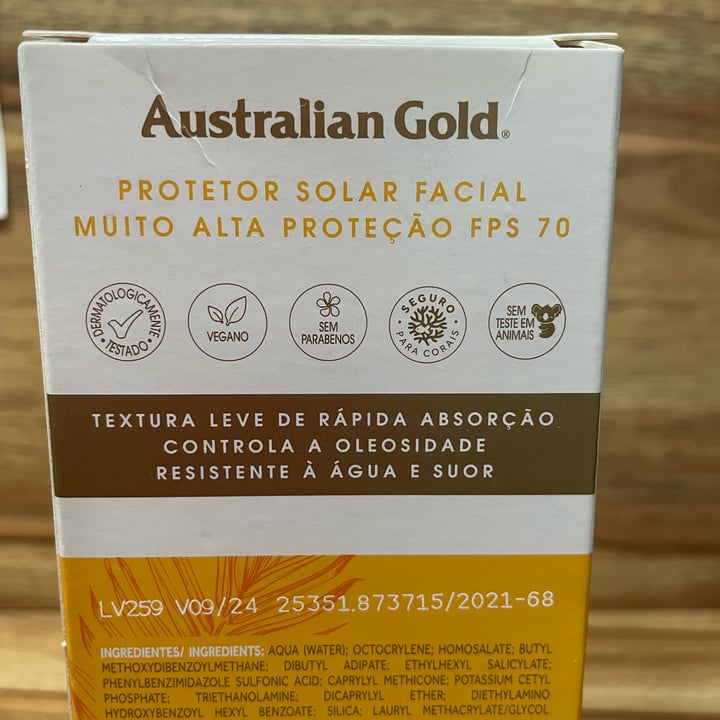 Australian Gold®
PROTETOR SOLAR FACIAL
MUITO ALTA PROTEÇÃO FPS 70
DERMATOLOGICAMENTE
• TESTADO •
VEGANO
SEM
PARABENOS
SEGURO
• PARA CORAIS •
SEM
TESTE EM
ANIMAIS
TEXTURA LEVE DE RÁPIDA ABSORÇÃO
CONTROLA A OLEOSIDADE
RESISTENTE À ÁGUA E SUOR
LV259 V09/24 25351.873715/2021-68
INGREDIENTES/ INGREDIENTS: AQUA (WATER); OCTOCRYLENE; HOMOSALATE; BUTYL
METHOXYDIBENZOYLMETHANE; DIBUTYL ADIPATE; ETHYLHEXYL SALICYLATE;
PHENYLBENZIMIDAZOLE SULFONIC ACID; CAPRYLYL METHICONE; POTASSIUM CETYL
PHOSPHATE; TRIETHANOLAMINE; DICAPRYLYL ETHER; DIETHYLAMINO
HYDROXYBENZOYL HEXYL BENZOATE; SILICA; LAURYL METHACRYLATE/GLYCOL